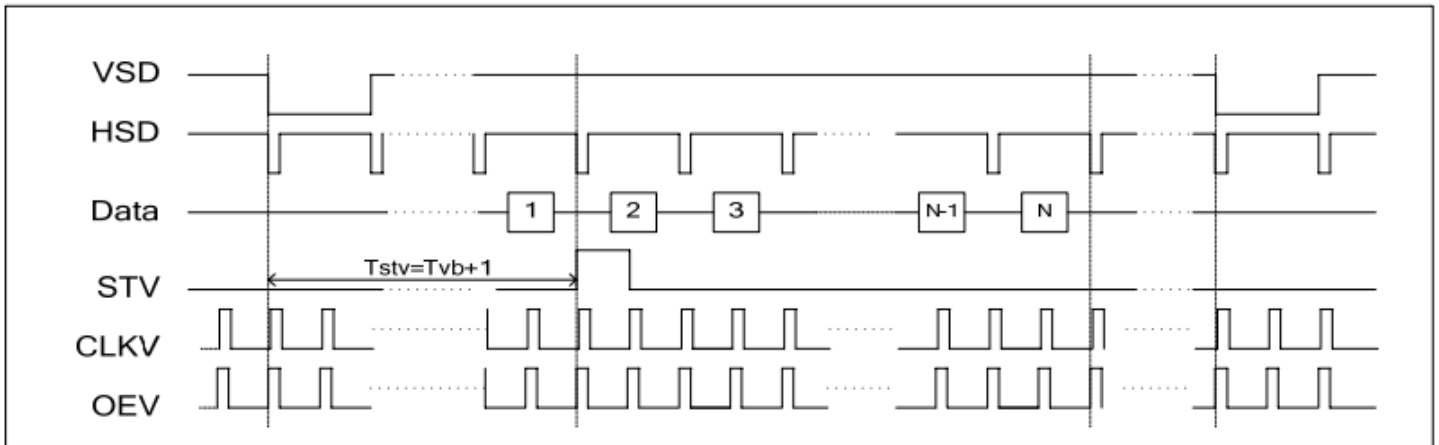 VSD
HSD
Data 1 2 3 N-1 N
Tstv=Tvb+1
STV
CLKV
OEV